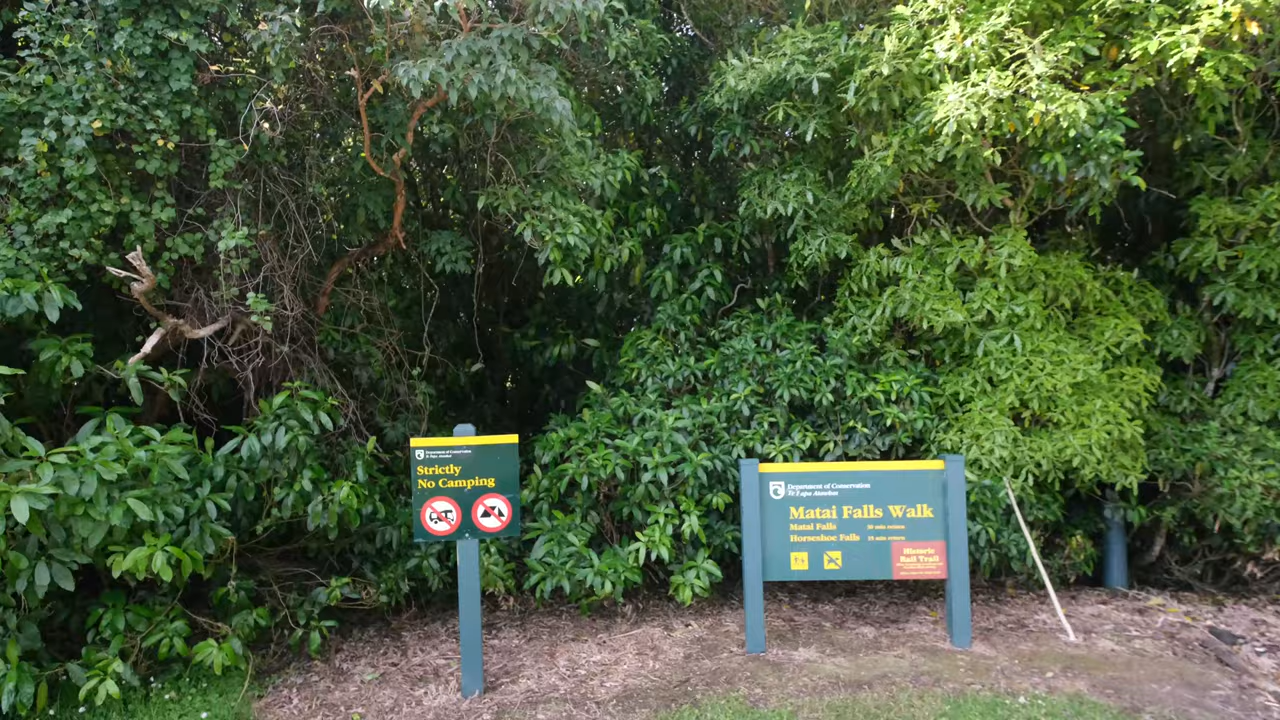 Department of Conservation
Te Papa Atawhai
Strictly
No Camping
Department of Conservation
Te Papa Atawhai
Matai Falls Walk
Matai Falls
Horseshoe Falls
Historic
Rail Trail